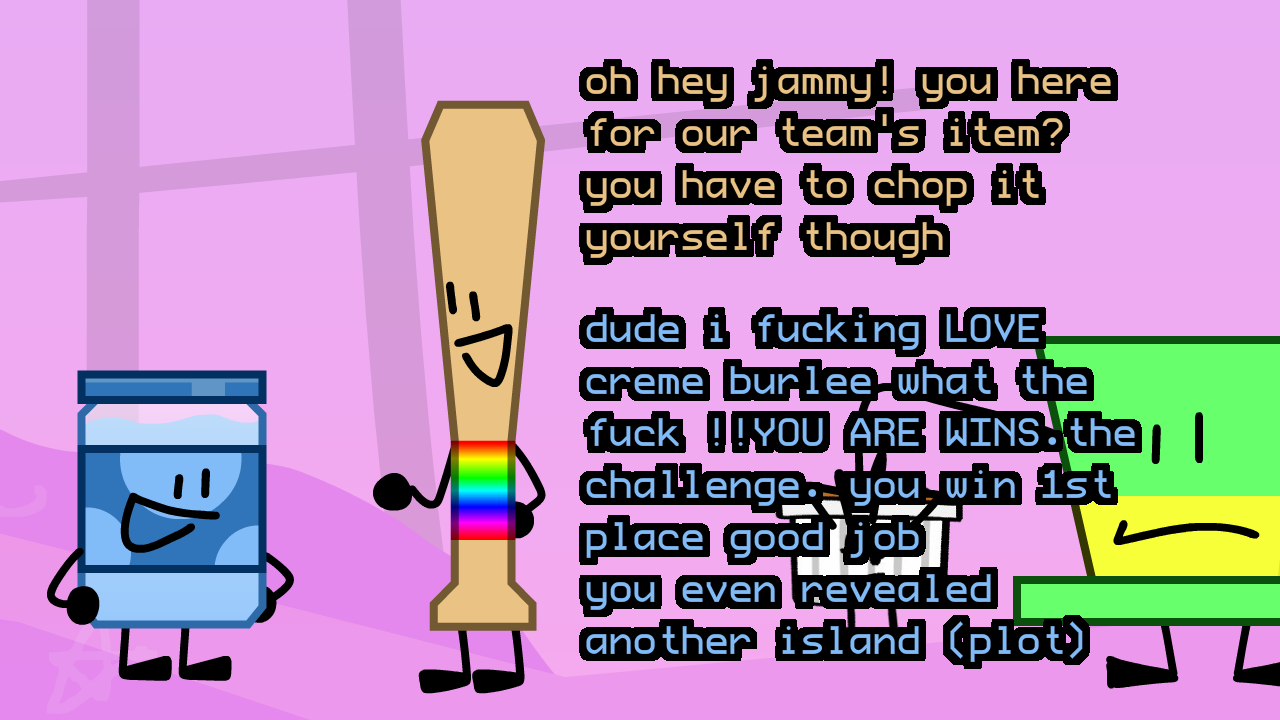 oh hey jammy! you here
for our team's item?
you have to chop it
yourself though
dude i fucking LOVE
creme burlee what the
fuck !!YOU ARE WINS.the
challenge. you win 1st
place good job
you even revealed
another island (plot)